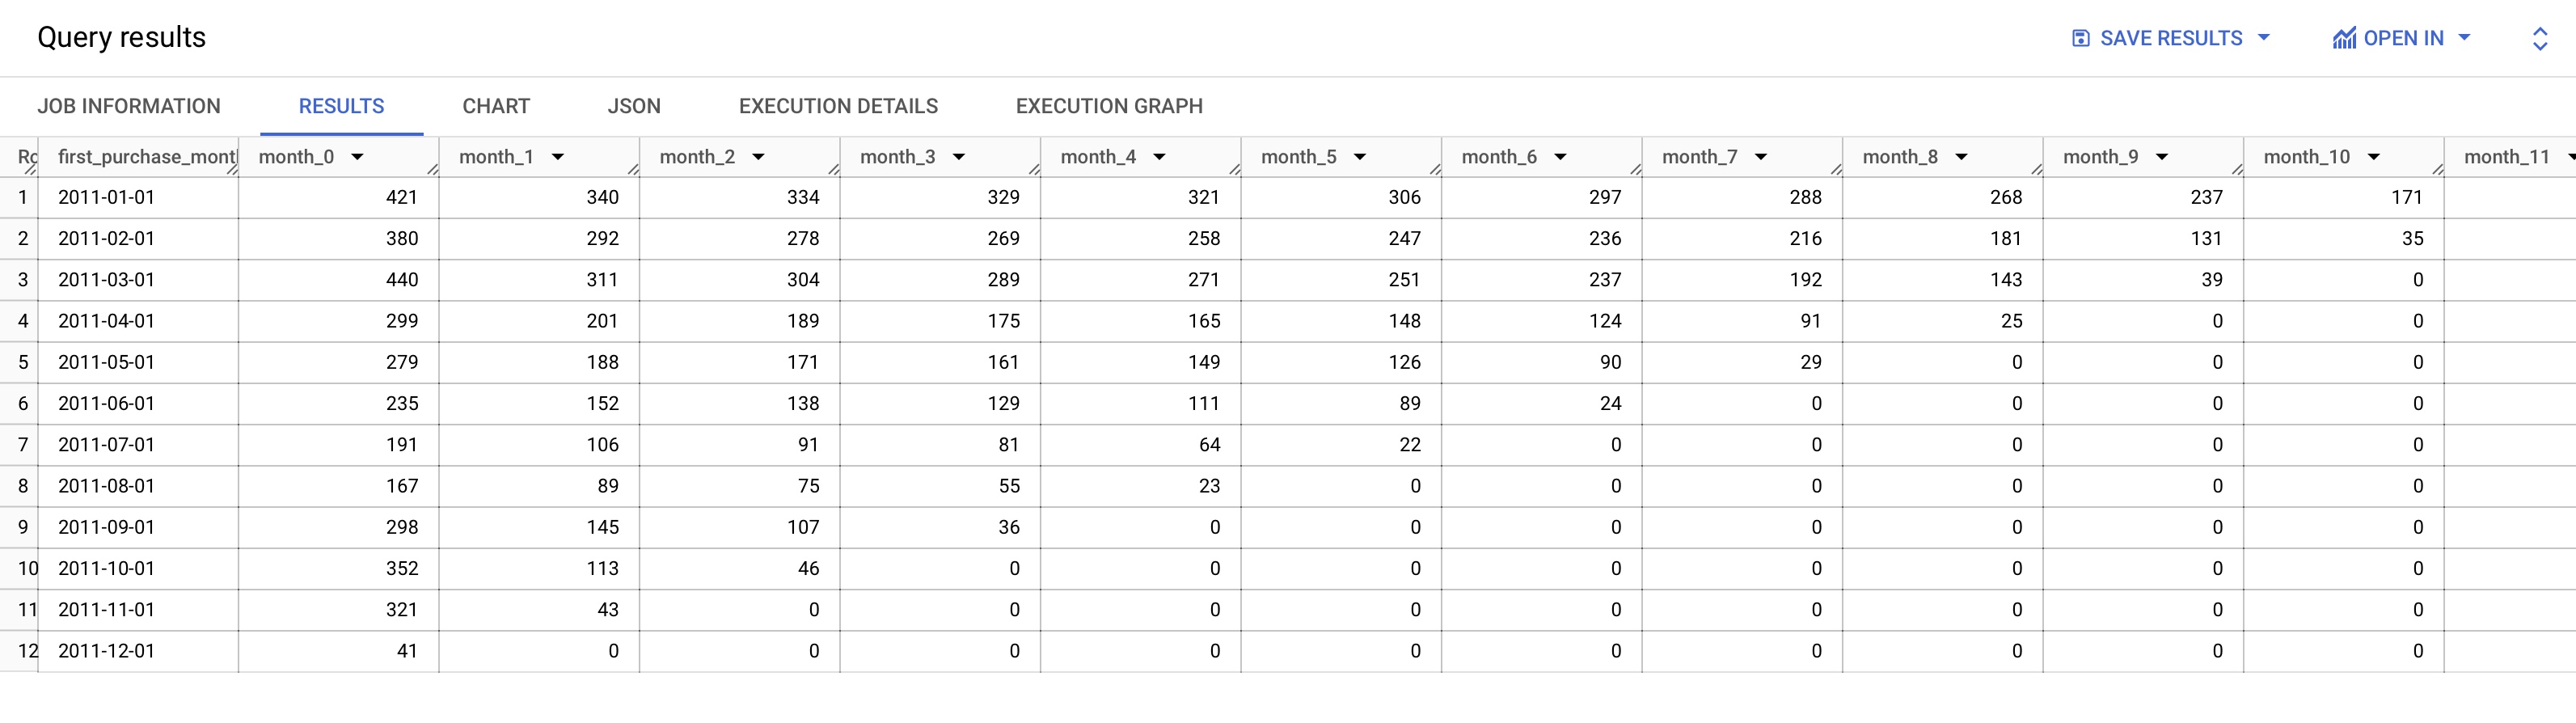 Query results SAVE RESULTS OPEN IN
JOB INFORMATION RESULTS CHART JSON EXECUTION DETAILS EXECUTION GRAPH
Ro first_purchase_mont month_0 month_1 month_2 month_3 month_4 month_5 month_6 month_7 month_8 month_9 month_10 month_11
1 2011-01-01 421 340 334 329 321 306 297 288 268 237 171
2 2011-02-01 380 292 278 269 258 247 236 216 181 131 35
3 2011-03-01 440 311 304 289 271 251 237 192 143 39 0
4 2011-04-01 299 201 189 175 165 148 124 91 25 0 0
5 2011-05-01 279 188 171 161 149 126 90 29 0 0 0
6 2011-06-01 235 152 138 129 111 89 24 0 0 0 0
7 2011-07-01 191 106 91 81 64 22 0 0 0 0 0
8 2011-08-01 167 89 75 55 23 0 0 0 0 0 0
9 2011-09-01 298 145 107 36 0 0 0 0 0 0 0
10 2011-10-01 352 113 46 0 0 0 0 0 0 0 0
11 2011-11-01 321 43 0 0 0 0 0 0 0 0 0
12 2011-12-01 41 0 0 0 0 0 0 0 0 0 0